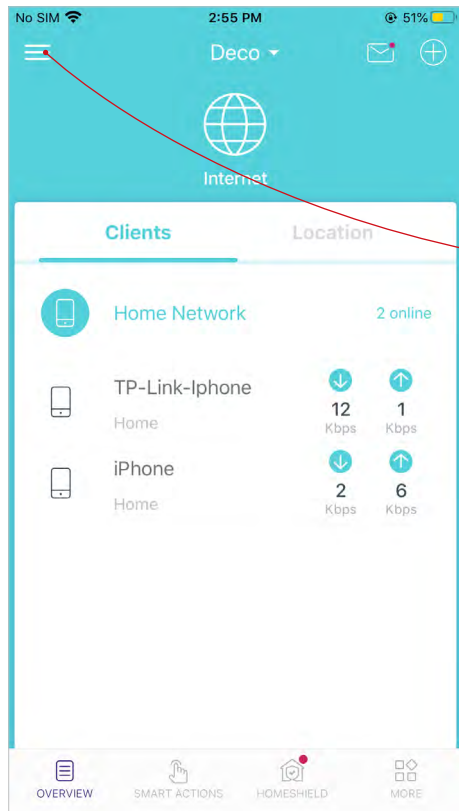 No SIM 2:55 PM 51%
Deco
Internet
Clients Location
Home Network 2 online
TP-Link-Iphone
Home
12 1
Kbps Kbps
iPhone
Home
2 6
Kbps Kbps
OVERVIEW SMART ACTIONS HOMESHIELD MORE